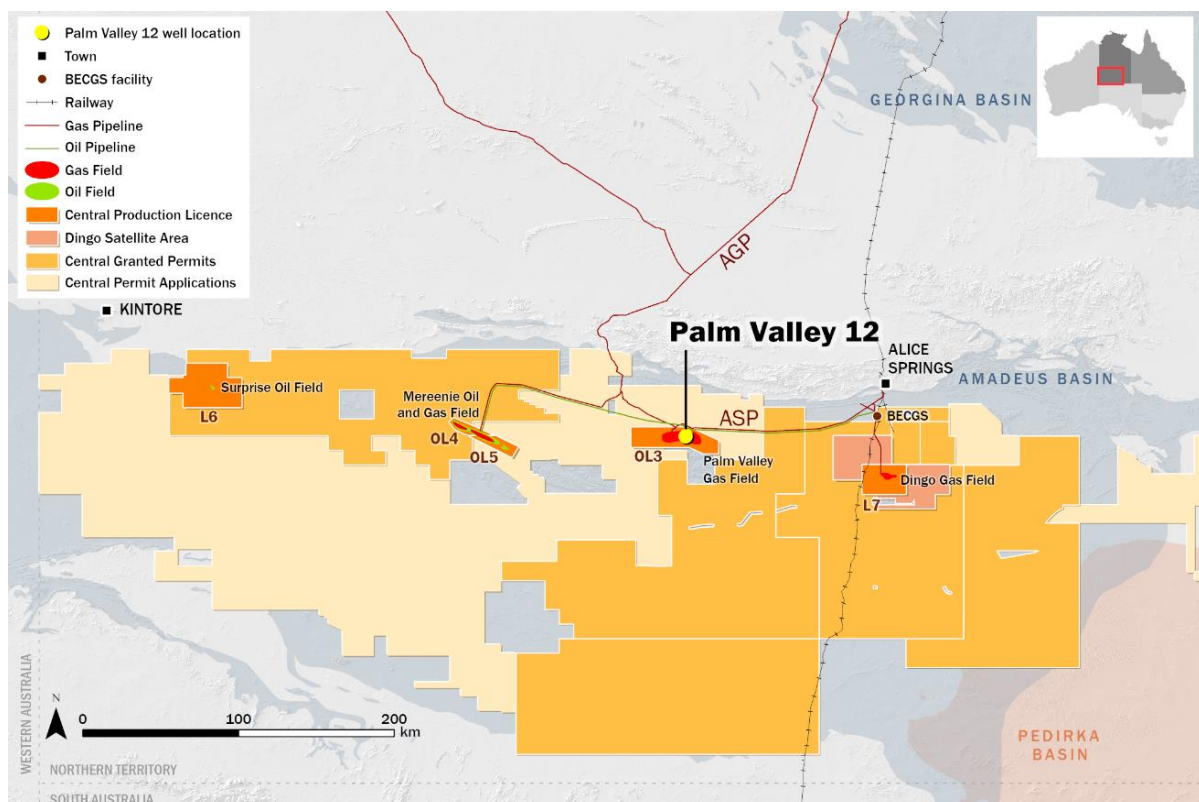 Palm Valley 12 well location
Town
BECGS facility
Railway
Gas Pipeline
Oil Pipeline
Gas Field
Oil Field
Central Production Licence
Dingo Satellite Area
Central Granted Permits
Central Permit Applications
GEORGINA BASIN
AGP
KINTORE
Palm Valley 12
ALICE
SPRINGS
AMADEUS BASIN
Surprise Oil Field
L6
Mereenie Oil
and Gas Field
OL4
OL5
ASP
BECGS
OL3
Palm Valley
Gas Field
Dingo Gas Field
L7
WESTERN AUSTRALIA
N
0 100 200
km
PEDIRKA
BASIN
NORTHERN TERRITORY
SOUTH AUSTRALIA